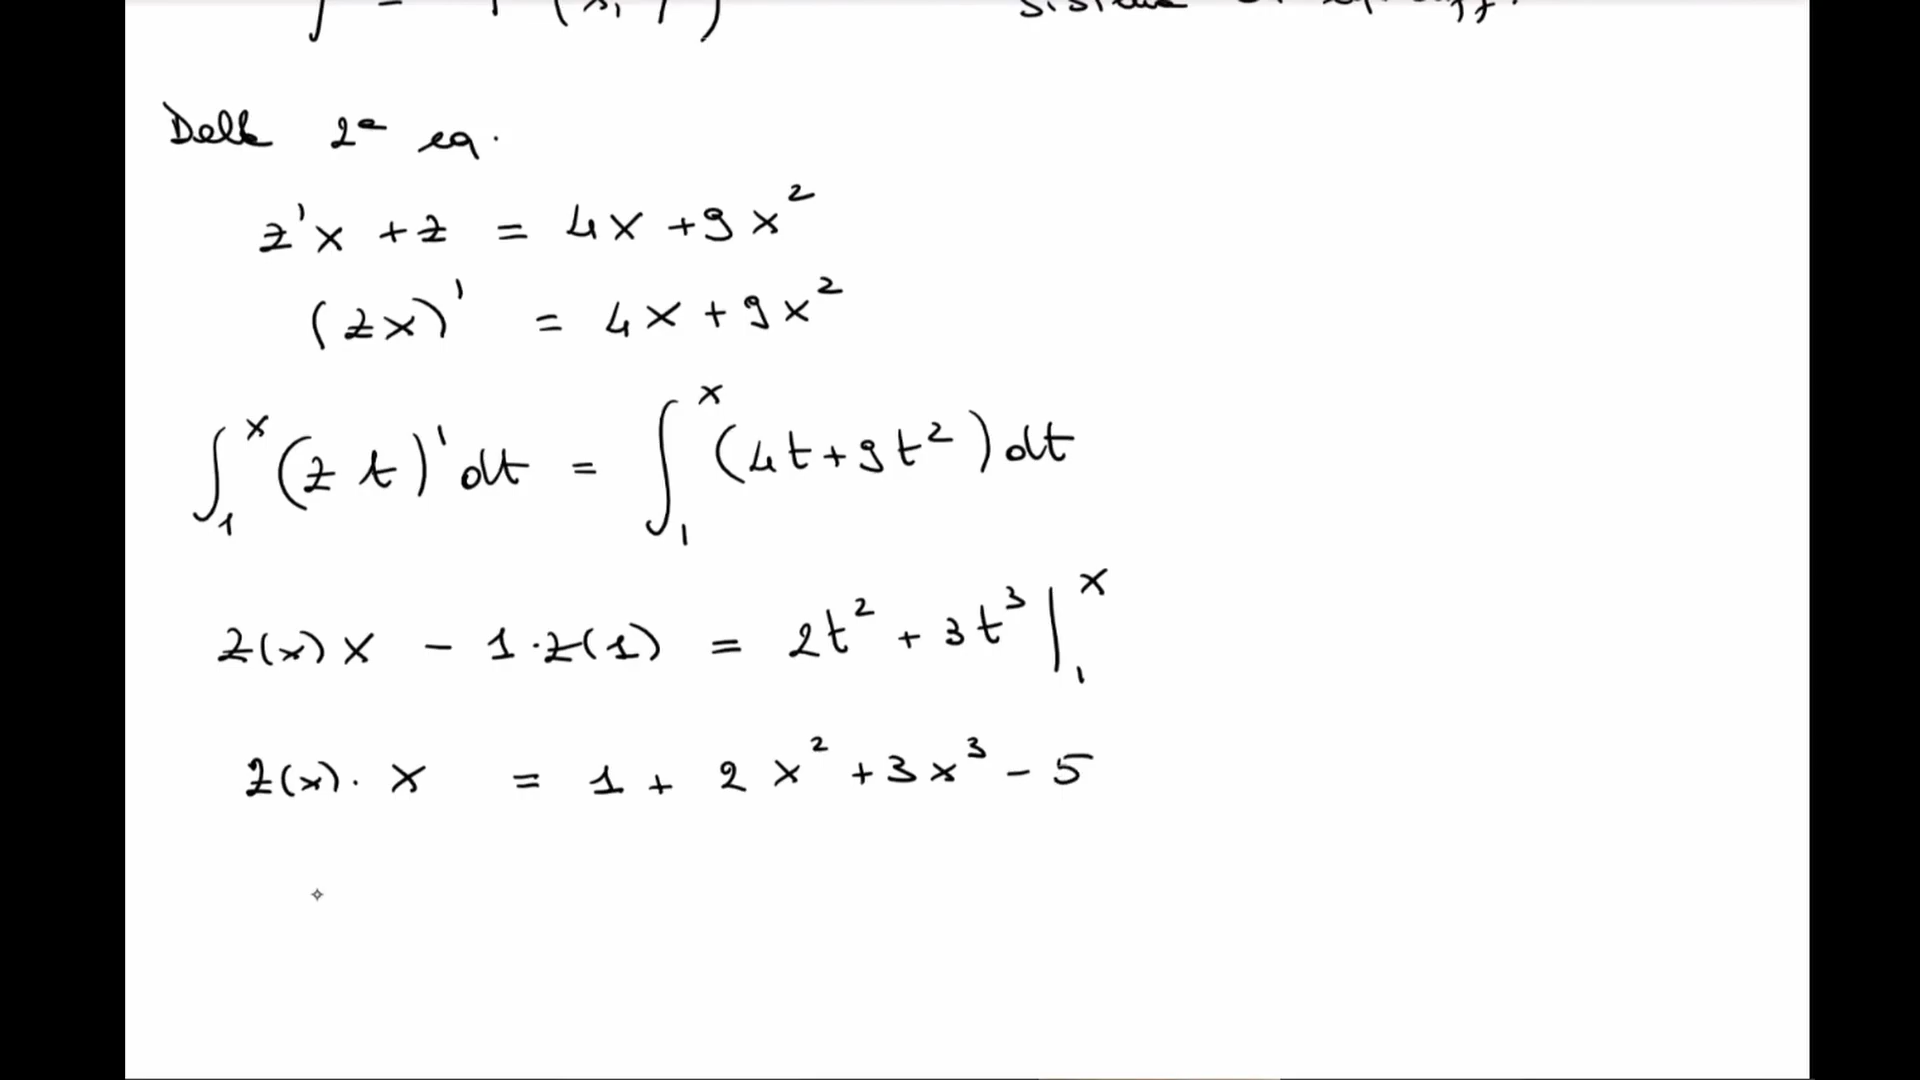 Dalla 2ª eq.
z'x + z = 4x + 9x²
(zx)' = 4x + 9x²
∫₁ˣ (z t)' dt = ∫₁ˣ (4t + 9t²) dt
z(x) x - 1·z(1) = 2t² + 3t³ |₁ˣ
z(x)· x = 1 + 2x² + 3x³ - 5